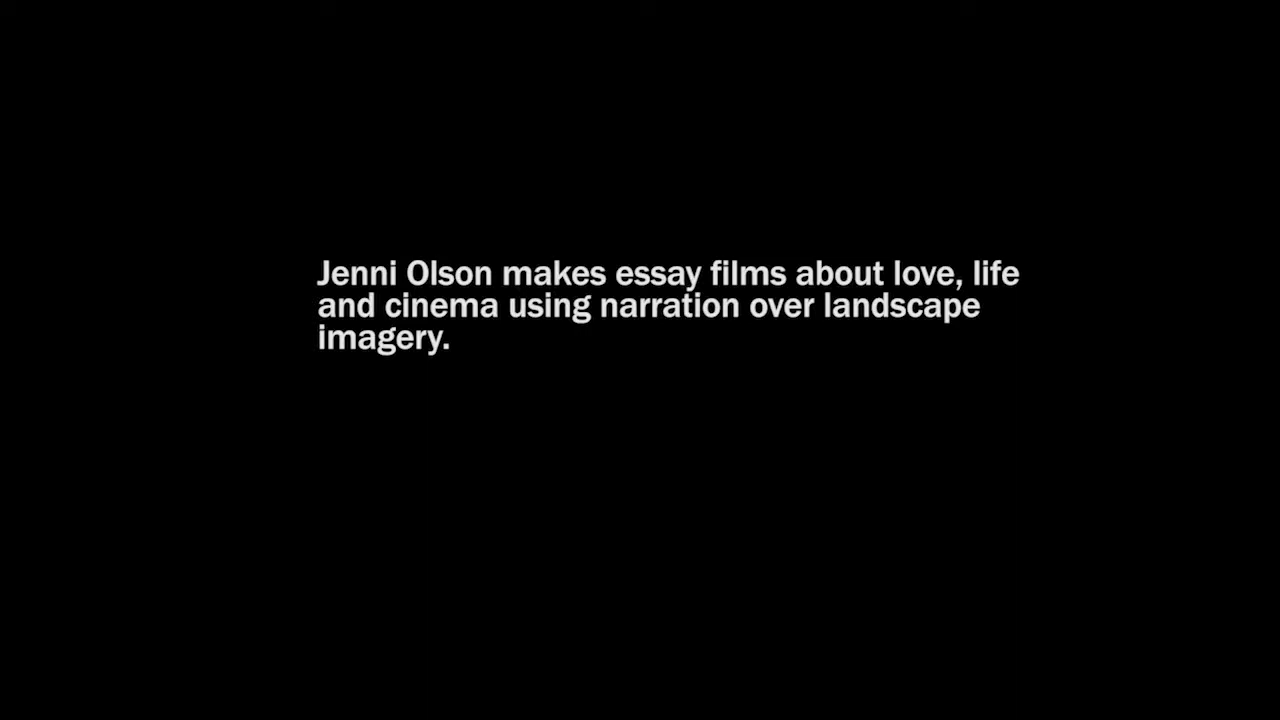 Jenni Olson makes essay films about love, life
and cinema using narration over landscape
imagery.